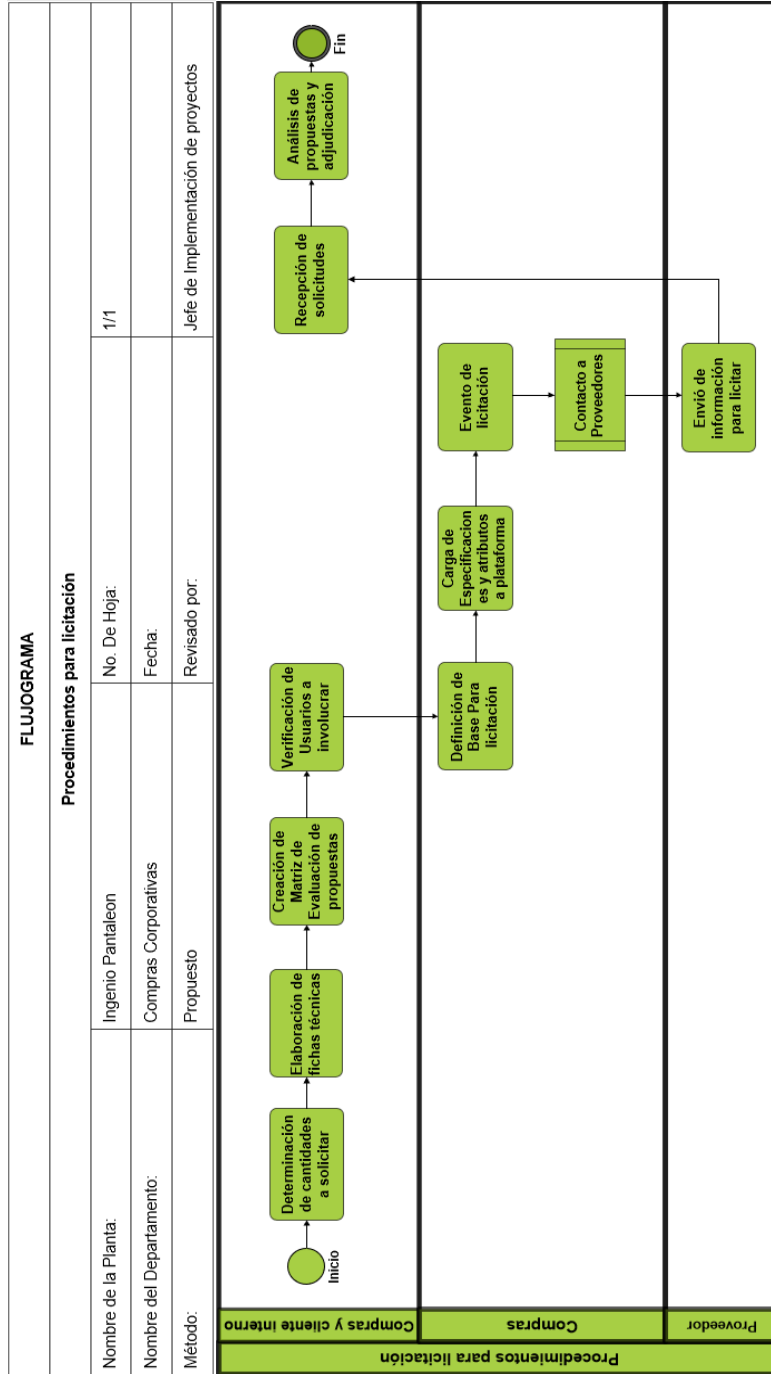 FLUJOGRAMA
Procedimientos para licitación
Nombre de la Planta:
Ingenio Pantaleon
No. De Hoja:
1/1
Nombre del Departamento:
Compras Corporativas
Fecha:
Método:
Propuesto
Revisado por:
Jefe de Implementación de proyectos
Procedimientos para licitación
Compras y cliente interno
Inicio
Determinación
de cantidades
a solicitar
Elaboración de
fichas técnicas
Creación de
Matriz de
Evaluación de
propuestas
Verificación de
Usuarios a
involucrar
Recepción de
solicitudes
Análisis de
propuestas y
adjudicación
Fin
Compras
Definición de
Base Para
licitación
Carga de
Especificacion
es y atributos
a plataforma
Evento de
licitación
Contacto a
Proveedores
Proveedor
Envió de
información
para licitar